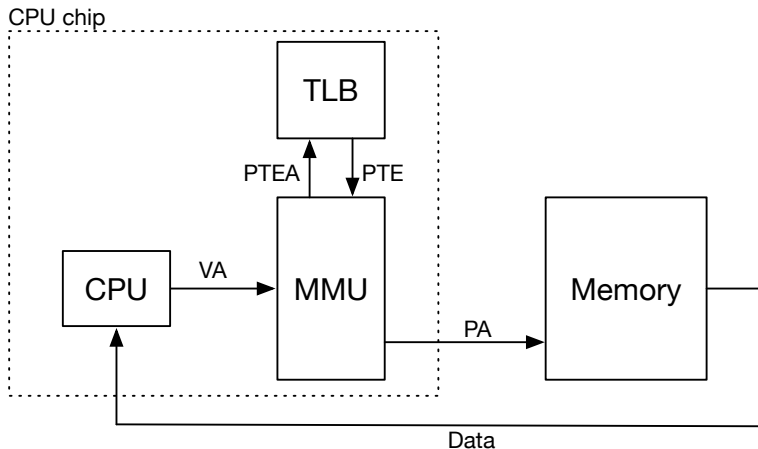 CPU chip
TLB
PTEA
PTE
CPU
VA
MMU
Memory
PA
Data